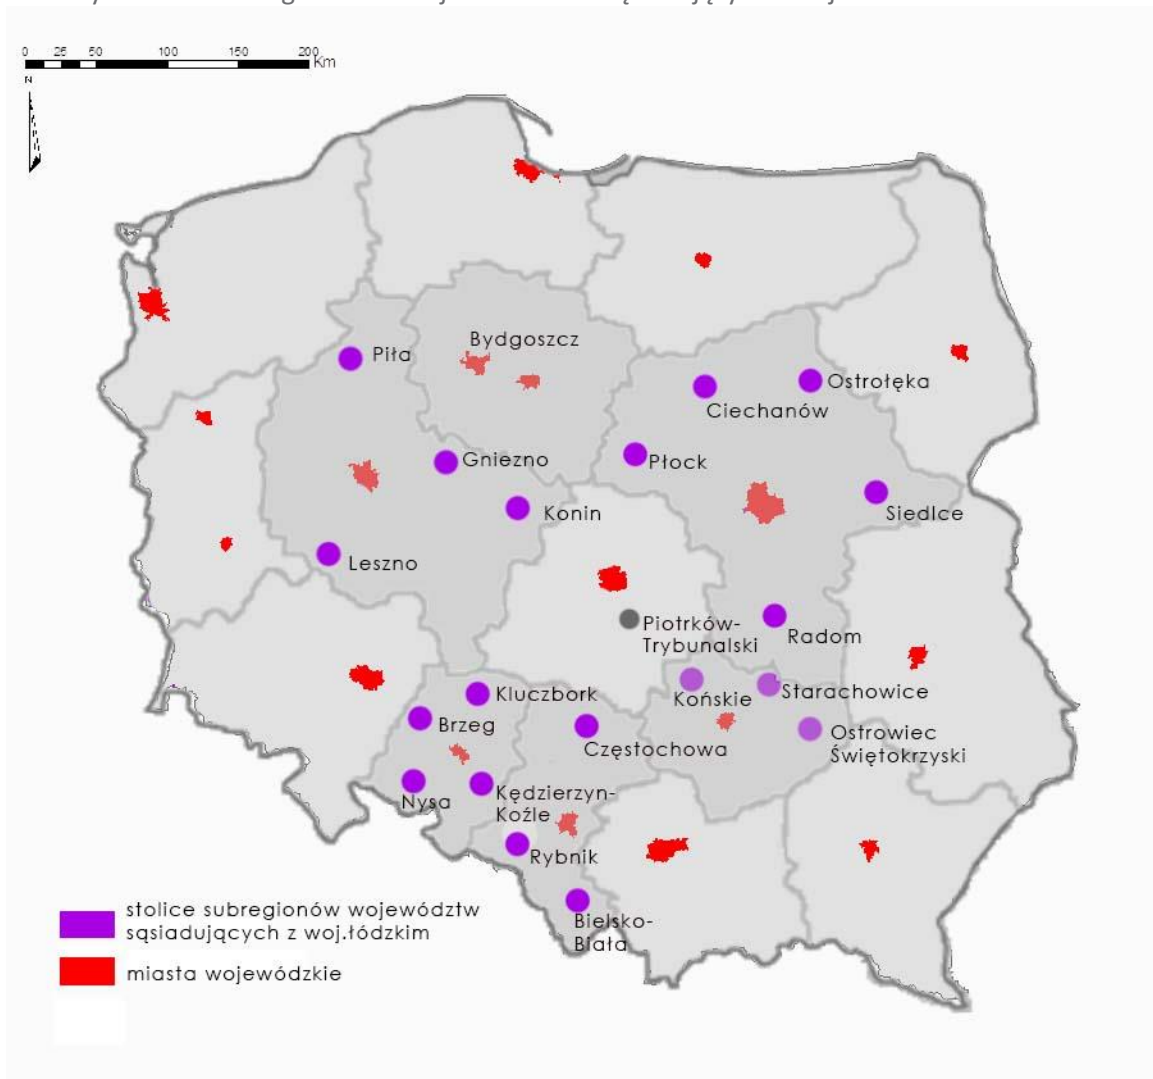 0 25 50 100 150 200 Km
N
Bydgoszcz
Piła
Ostrołęka
Ciechanów
Gniezno
Płock
Konin
Siedlce
Leszno
Piotrków-
Trybunalski
Radom
Kluczbork
Końskie
Starachowice
Brzeg
Częstochowa
Ostrowiec
Świętokrzyski
Nysa
Kędzierzyn-
Koźle
Rybnik
Bielsko-
Biała
stolice subregionów województw
sąsiadujących z woj.łódzkim
miasta wojewódzkie